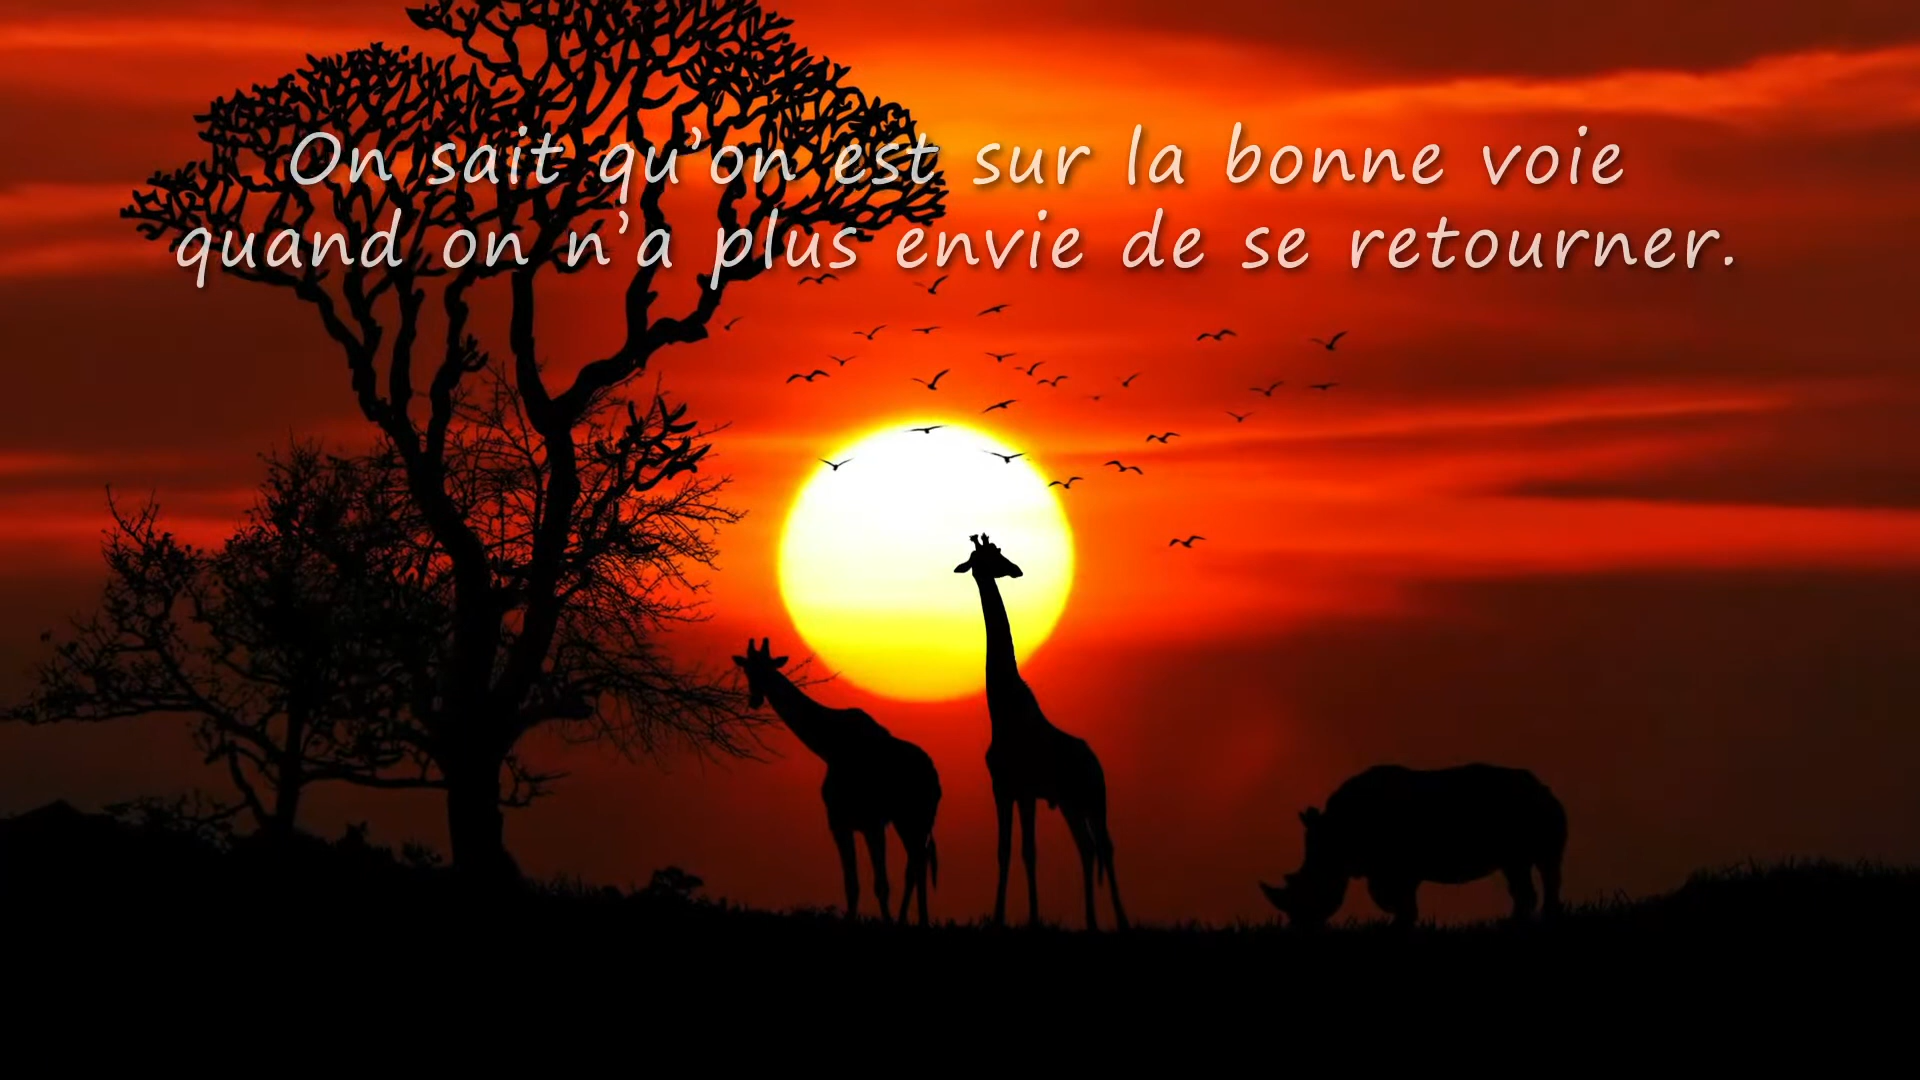 On sait qu’on est sur la bonne voie
quand on n’a plus envie de se retourner.